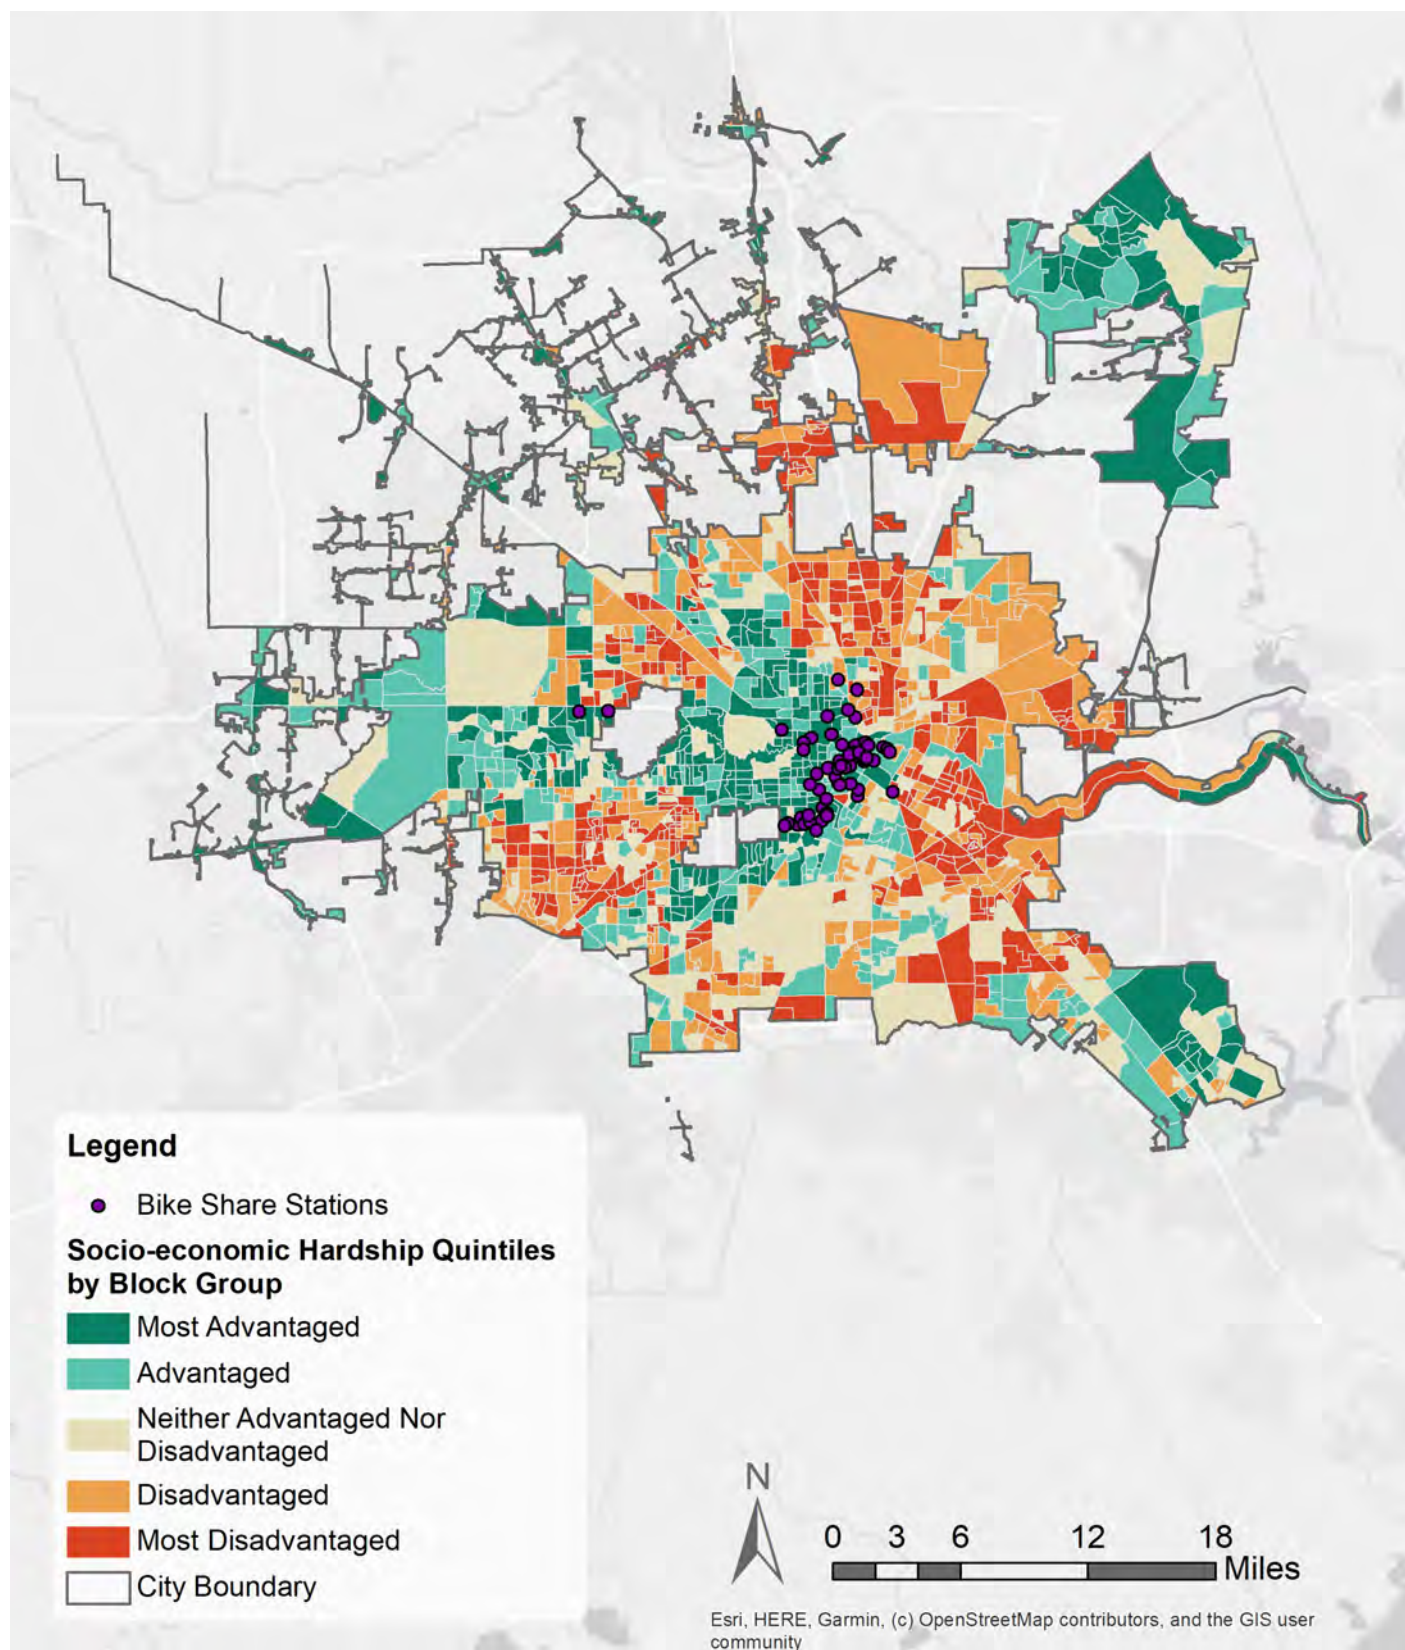 Legend
Bike Share Stations
Socio-economic Hardship Quintiles
by Block Group
Most Advantaged
Advantaged
Neither Advantaged Nor
Disadvantaged
Disadvantaged
Most Disadvantaged
City Boundary
N
0 3 6 12 18
Miles
Esri, HERE, Garmin, (c) OpenStreetMap contributors, and the GIS user
community